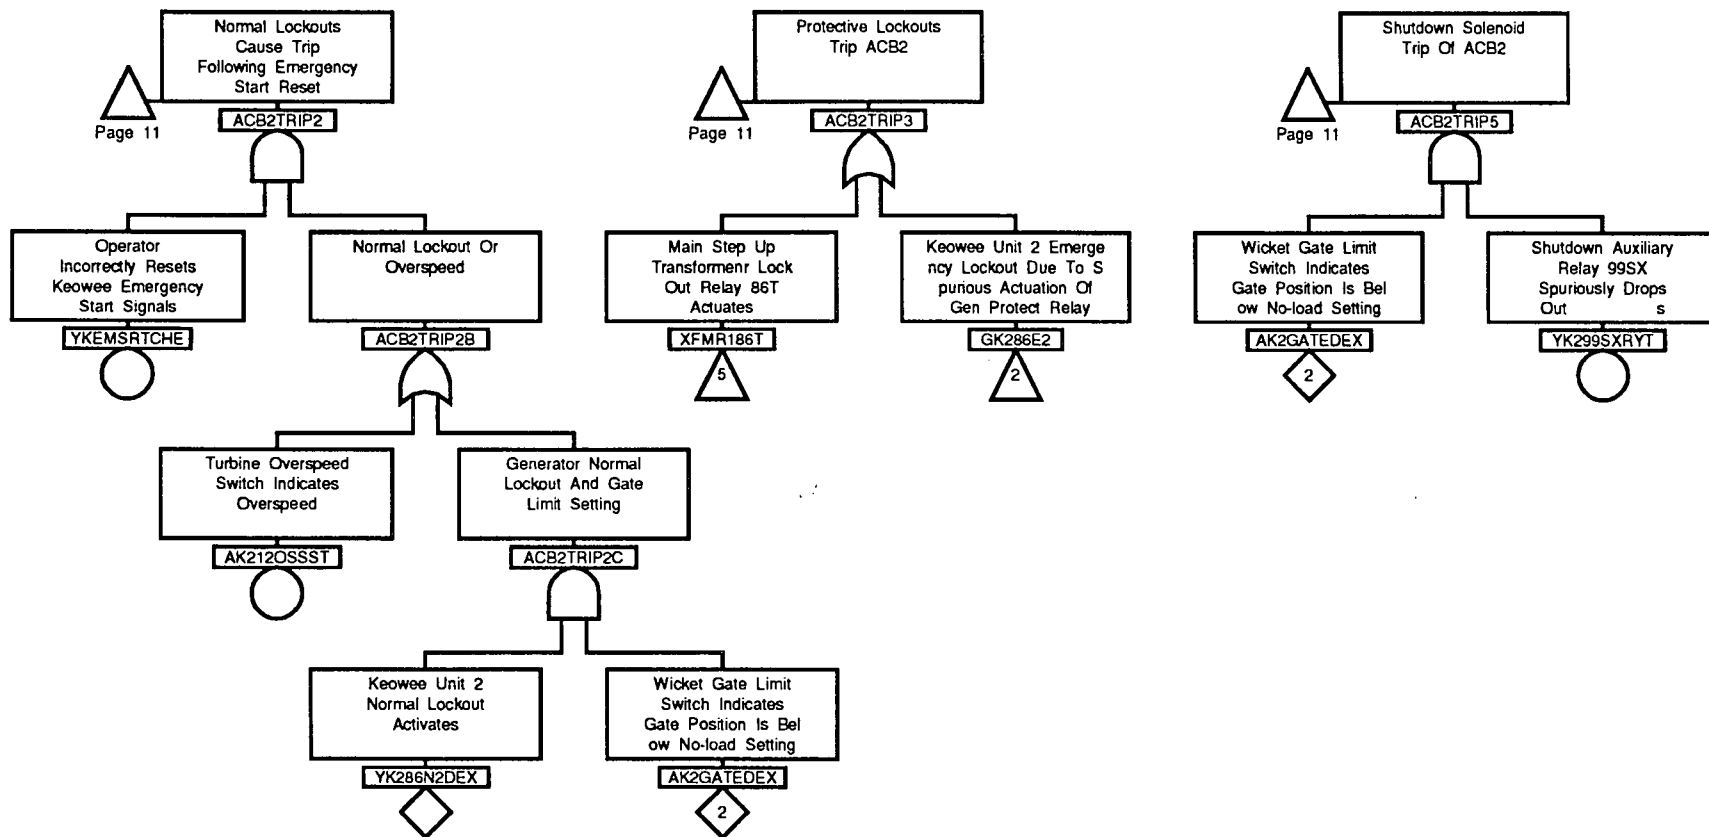 Normal Lockouts
Cause Trip
Following Emergency
Start Reset
Page 11
ACB2TRIP2
Protective Lockouts
Trip ACB2
Page 11
ACB2TRIP3
Shutdown Solenoid
Trip Of ACB2
Page 11
ACB2TRIP5
Operator
Incorrectly Resets
Keowee Emergency
Start Signals
YKEMSRTCHE
Normal Lockout Or
Overspeed
ACB2TRIP2B
Main Step Up
Transformenr Lock
Out Relay 86T
Actuates
XFMR186T
5
Keowee Unit 2 Emerge
ncy Lockout Due To S
purious Actuation Of
Gen Protect Relay
GK286E2
2
Wicket Gate Limit
Switch Indicates
Gate Position Is Bel
ow No-load Setting
AK2GATEDEX
2
Shutdown Auxiliary
Relay 99SX
Spuriously Drops
Out s
YK299SXRYT
Turbine Overspeed
Switch Indicates
Overspeed
AK212OSSST
Generator Normal
Lockout And Gate
Limit Setting
ACB2TRIP2C
Keowee Unit 2
Normal Lockout
Activates
YK286N2DEX
Wicket Gate Limit
Switch Indicates
Gate Position Is Bel
ow No-load Setting
AK2GATEDEX
2